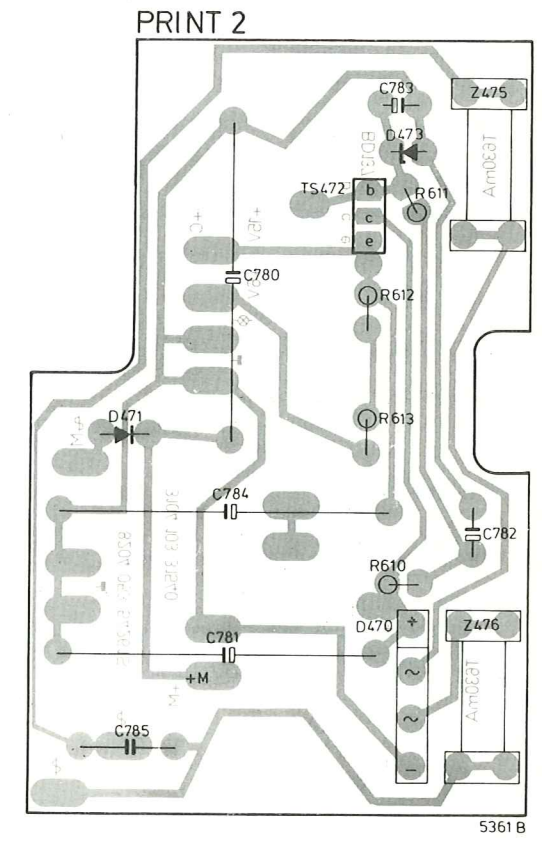 PRINT 2
C783
Z475
D473
BD137
T630mA
TS472
b
R611
c
+C
+15V
e
C780
R612
D471
R613
C784
C782
R610
D470
+
Z476
C781
~
T630mA
+M
~
C785
–
5361 B